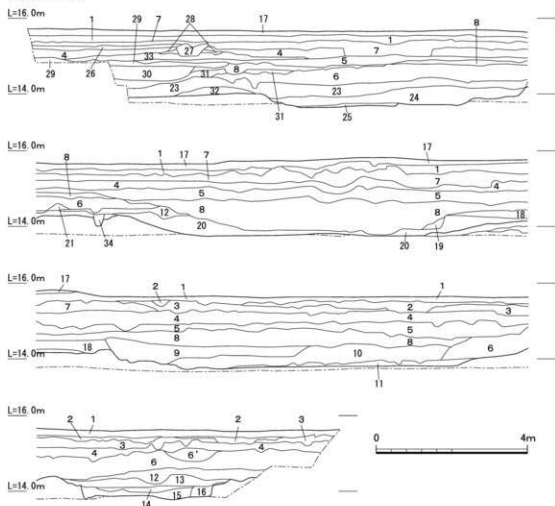 29 28 17 8
L=16.0m 1 7 1
27 7
4 33 4 5
29 26 30 31 8 6
L=14.0m 23 32 23 24
31 25
L=16.0m 17
8 1 17 7 1
4 7 4
5 5
6 12 8 8 18
L=14.0m 20
21 34 20 19
17
L=16.0m 2 1 1
7 3 2 3
4 4
5 5
8 8
L=14.0m 18 9 10 6
11
L=16.0m
2 1 2 3
3 4
4 6'
6
12 13
L=14.0m 15 16
14
0 4m